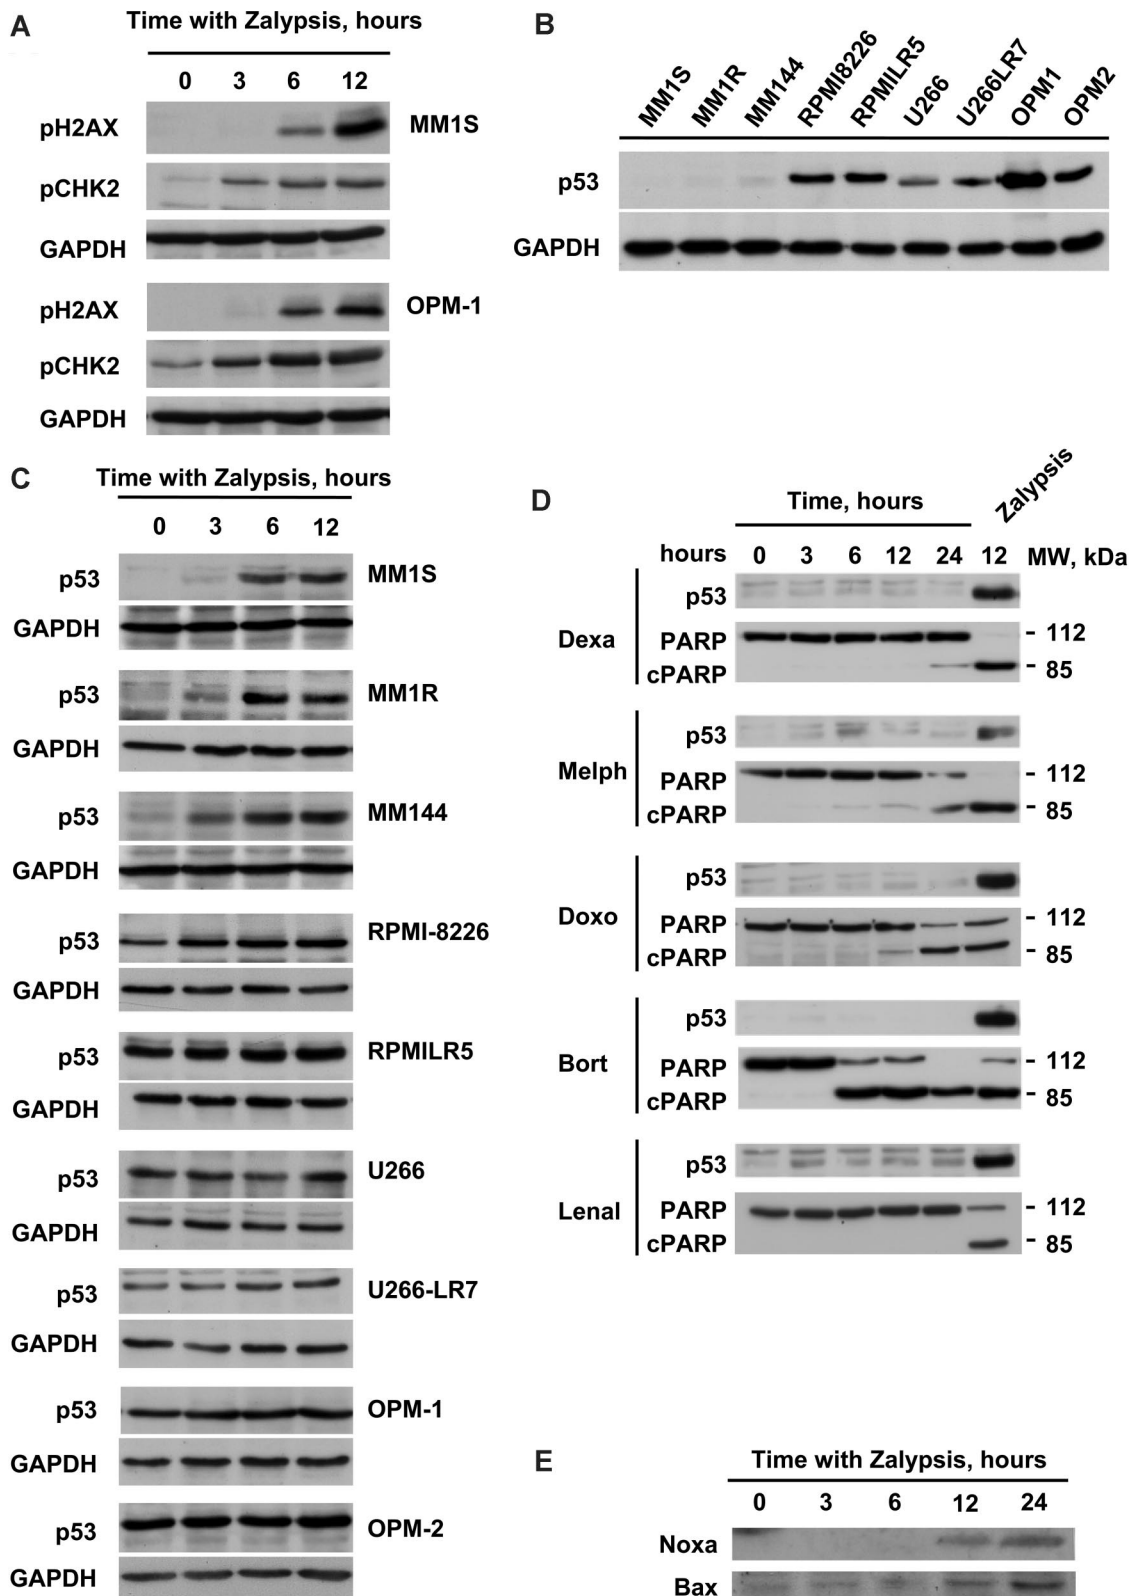 A
Time with Zalypsis, hours
0 3 6 12
pH2AX MM1S
pCHK2
GAPDH
pH2AX OPM-1
pCHK2
GAPDH
B
MM1S MM1R MM144 RPMI8226 RPMILR5 U266 U266LR7 OPM1 OPM2
p53
GAPDH
C
Time with Zalypsis, hours
0 3 6 12
p53 MM1S
GAPDH
p53 MM1R
GAPDH
p53 MM144
GAPDH
p53 RPMI-8226
GAPDH
p53 RPMILR5
GAPDH
p53 U266
GAPDH
p53 U266-LR7
GAPDH
p53 OPM-1
GAPDH
p53 OPM-2
GAPDH
D
Time, hours Zalypsis
hours 0 3 6 12 24 12 MW, kDa
p53
Dexa PARP - 112
cPARP - 85
p53
Melph PARP - 112
cPARP - 85
p53
Doxo PARP - 112
cPARP - 85
p53
Bort PARP - 112
cPARP - 85
p53
Lenal PARP - 112
cPARP - 85
E
Time with Zalypsis, hours
0 3 6 12 24
Noxa
Bax